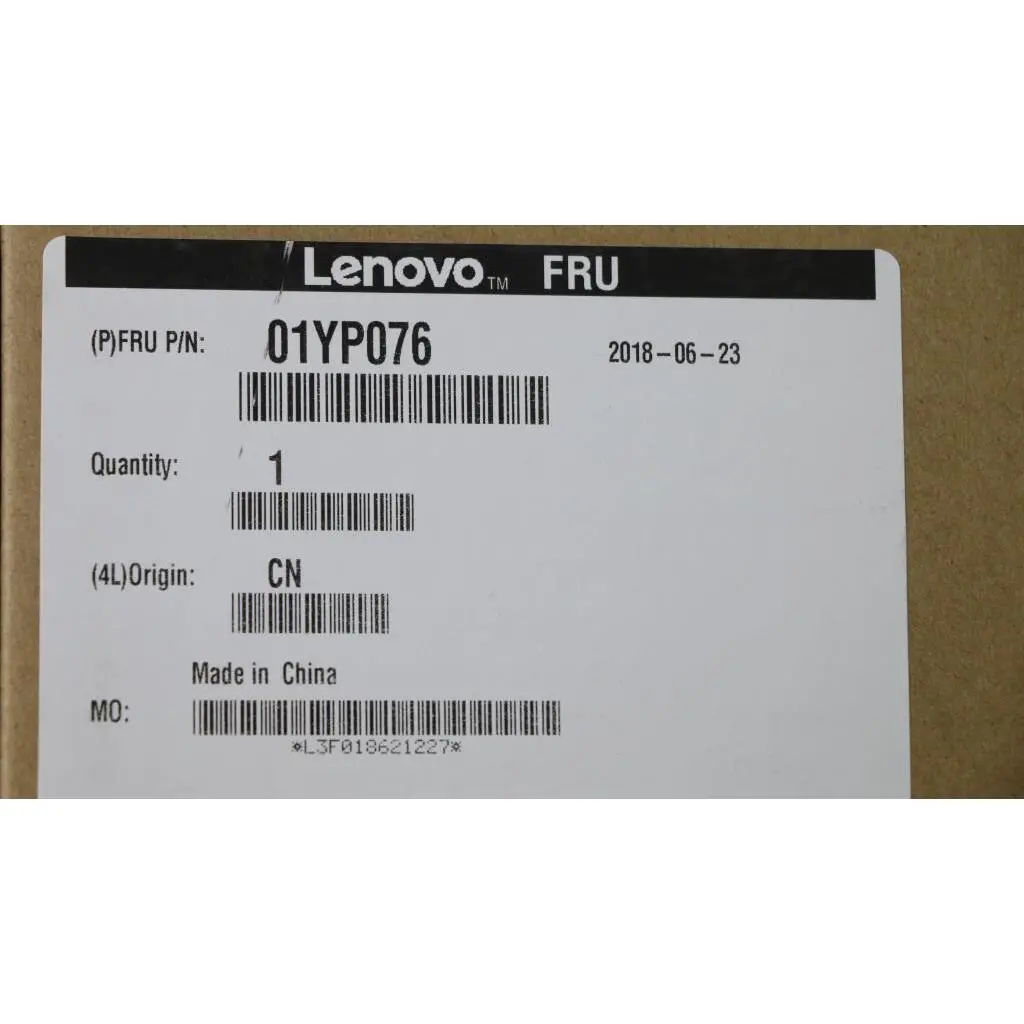 Lenovo™ FRU
(P)FRU P/N: 01YP076 2018-06-23
Quantity: 1
(4L)Origin: CN
Made in China
MO:
*L3F018621227*